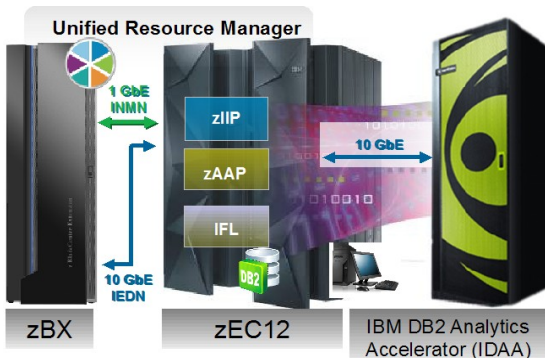 Unified Resource Manager
1 GbE
INMN
zIIP
zAAP
IFL
10 GbE
10 GbE
IEDN
DB2
zBX
zEC12
IBM DB2 Analytics
Accelerator (IDAA)